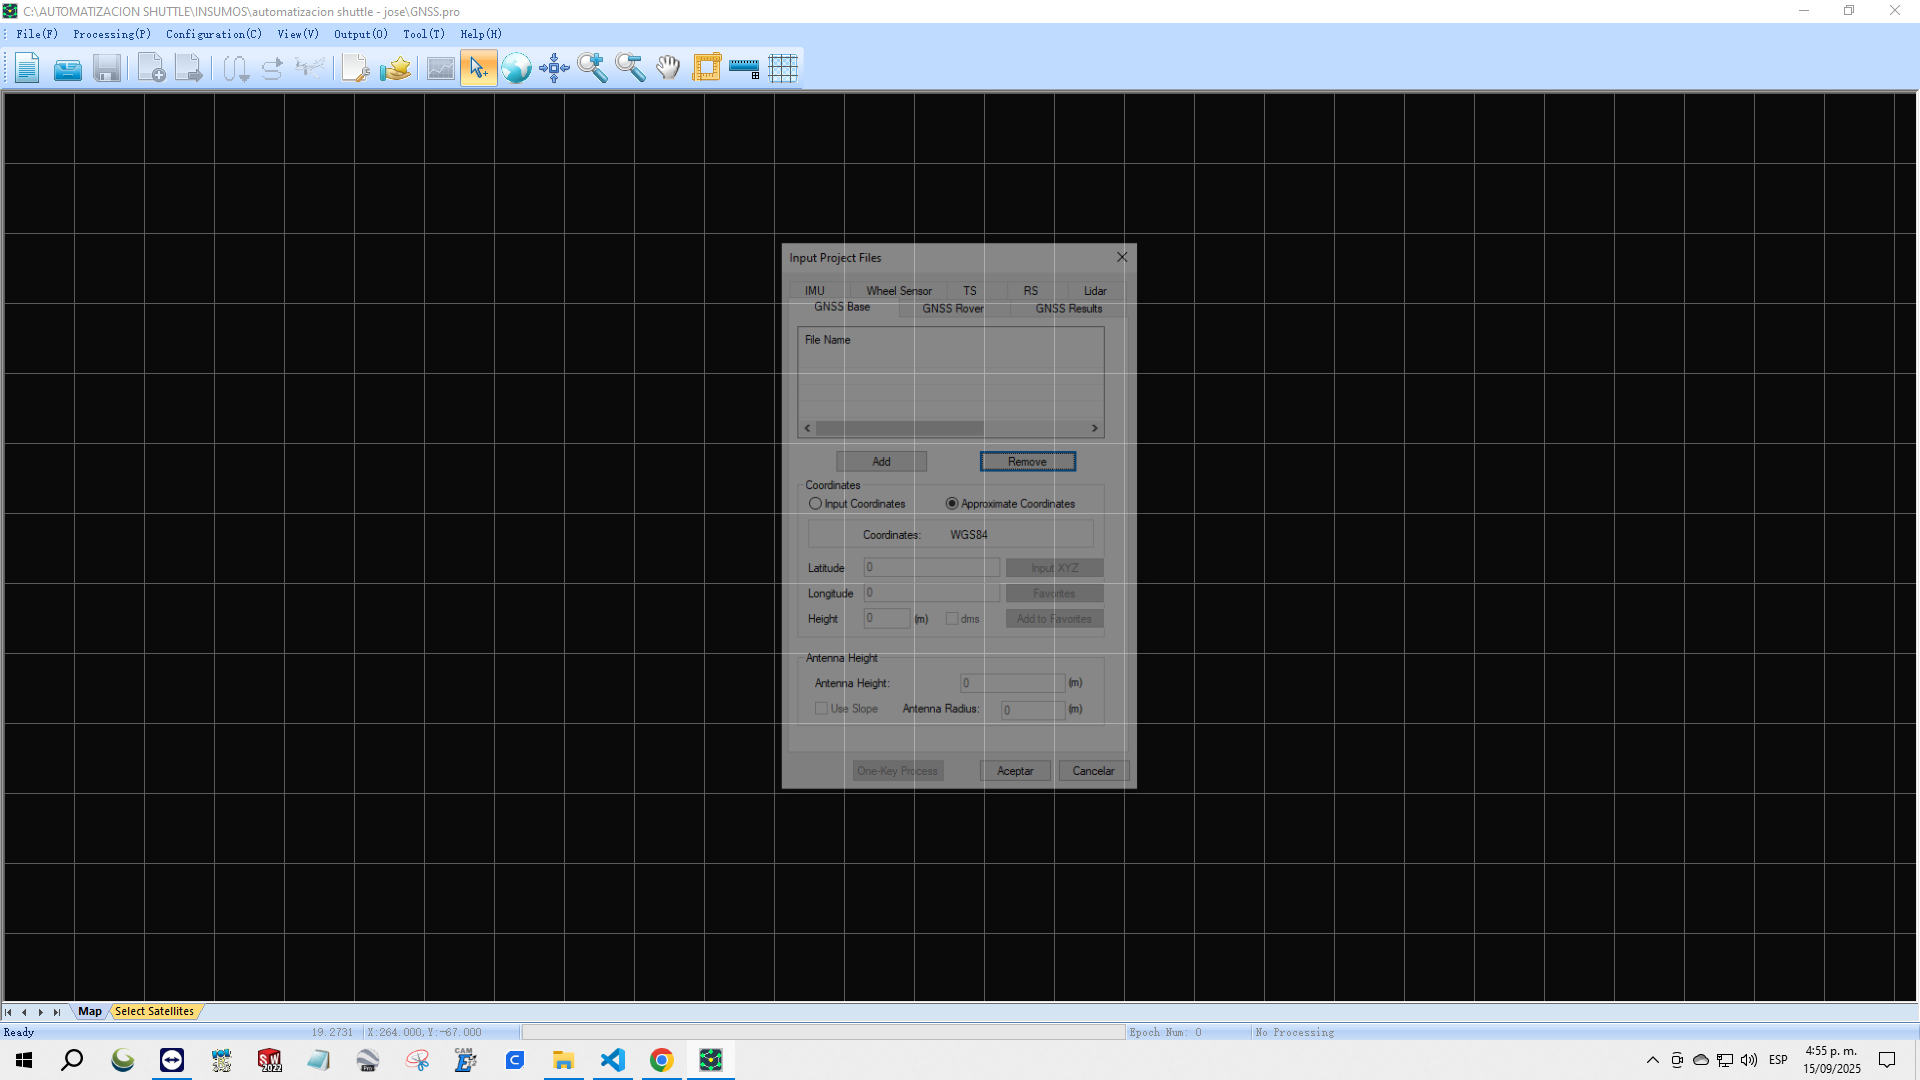 C:\AUTOMATIZACION SHUTTLE\INSUMOS\automatizacion shuttle - jose\GNSS.pro
File(F) Processing(P) Configuration(C) View(V) Output(O) Tool(T) Help(H)
Input Project Files
IMU Wheel Sensor TS RS Lidar
GNSS Base GNSS Rover GNSS Results
File Name
Add Remove
Coordinates
Input Coordinates Approximate Coordinates
Coordinates: WGS84
Latitude 0 Input XYZ
Longitude 0 Favorites
Height 0 (m) dms Add to Favorites
Antenna Height
Antenna Height: 0 (m)
Use Slope Antenna Radius: 0 (m)
One-Key Process Aceptar Cancelar
Map Select Satellites
Ready 19.2731 X:264.000,Y:-67.000 Epoch Num: 0 No Processing
SW 2022 Pro CAM E C ESP 4:55 p. m.
15/09/2025